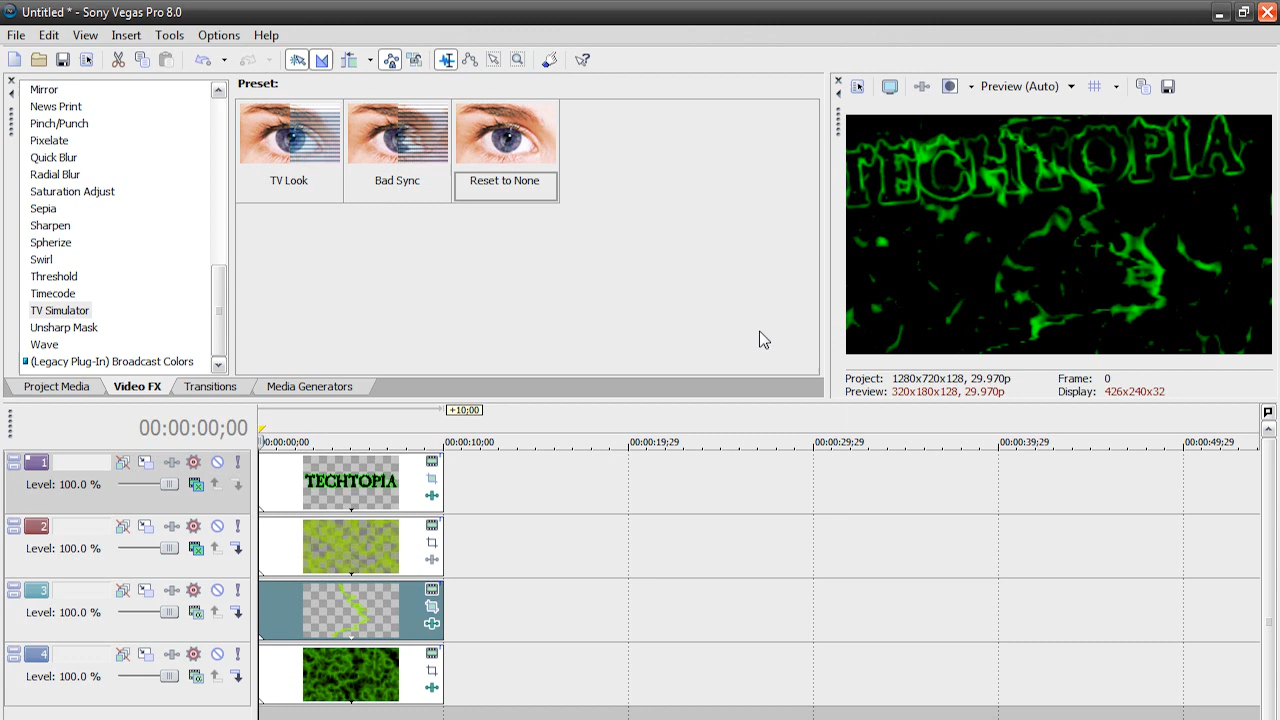 Untitled * - Sony Vegas Pro 8.0
File Edit View Insert Tools Options Help
Mirror
News Print
Pinch/Punch
Pixelate
Quick Blur
Radial Blur
Saturation Adjust
Sepia
Sharpen
Spherize
Swirl
Threshold
Timecode
TV Simulator
Unsharp Mask
Wave
(Legacy Plug-In) Broadcast Colors
Preset:
TV Look
Bad Sync
Reset to None
Preview (Auto)
TECHTOPIA
Project: 1280x720x128, 29.970p Frame: 0
Preview: 320x180x128, 29.970p Display: 426x240x32
Project Media Video FX Transitions Media Generators
00:00:00;00
+10;00
00:00:00;00 00:00:10;00 00:00:19;29 00:00:29;29 00:00:39;29 00:00:49;29
1
Level: 100.0 %
TECHTOPIA
2
Level: 100.0 %
3
Level: 100.0 %
4
Level: 100.0 %